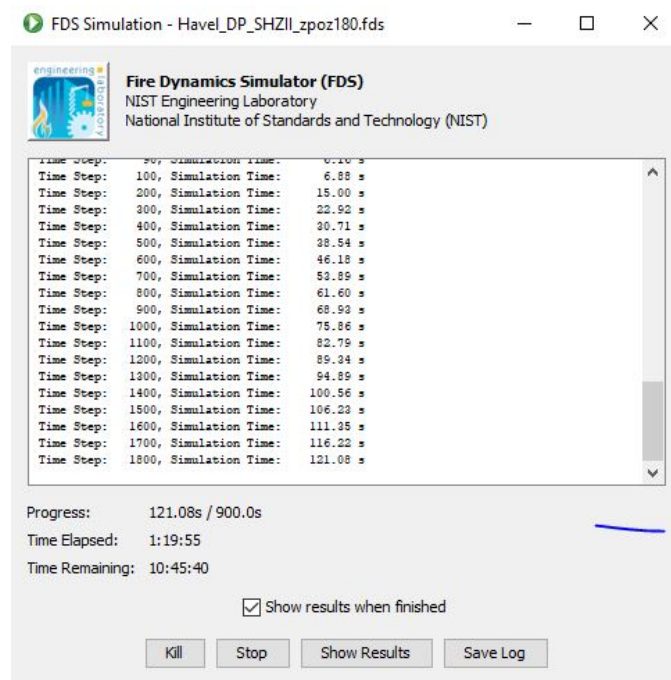 FDS Simulation - Havel_DP_SHZII_zpoz180.fds
engineering
laboratory
Fire Dynamics Simulator (FDS)
NIST Engineering Laboratory
National Institute of Standards and Technology (NIST)
Time Step: 90, Simulation Time: 6.16 s
Time Step: 100, Simulation Time: 6.88 s
Time Step: 200, Simulation Time: 15.00 s
Time Step: 300, Simulation Time: 22.92 s
Time Step: 400, Simulation Time: 30.71 s
Time Step: 500, Simulation Time: 38.54 s
Time Step: 600, Simulation Time: 46.18 s
Time Step: 700, Simulation Time: 53.89 s
Time Step: 800, Simulation Time: 61.60 s
Time Step: 900, Simulation Time: 68.93 s
Time Step: 1000, Simulation Time: 75.86 s
Time Step: 1100, Simulation Time: 82.79 s
Time Step: 1200, Simulation Time: 89.34 s
Time Step: 1300, Simulation Time: 94.89 s
Time Step: 1400, Simulation Time: 100.56 s
Time Step: 1500, Simulation Time: 106.23 s
Time Step: 1600, Simulation Time: 111.35 s
Time Step: 1700, Simulation Time: 116.22 s
Time Step: 1800, Simulation Time: 121.08 s
Progress: 121.08s / 900.0s
Time Elapsed: 1:19:55
Time Remaining: 10:45:40
Show results when finished
Kill Stop Show Results Save Log